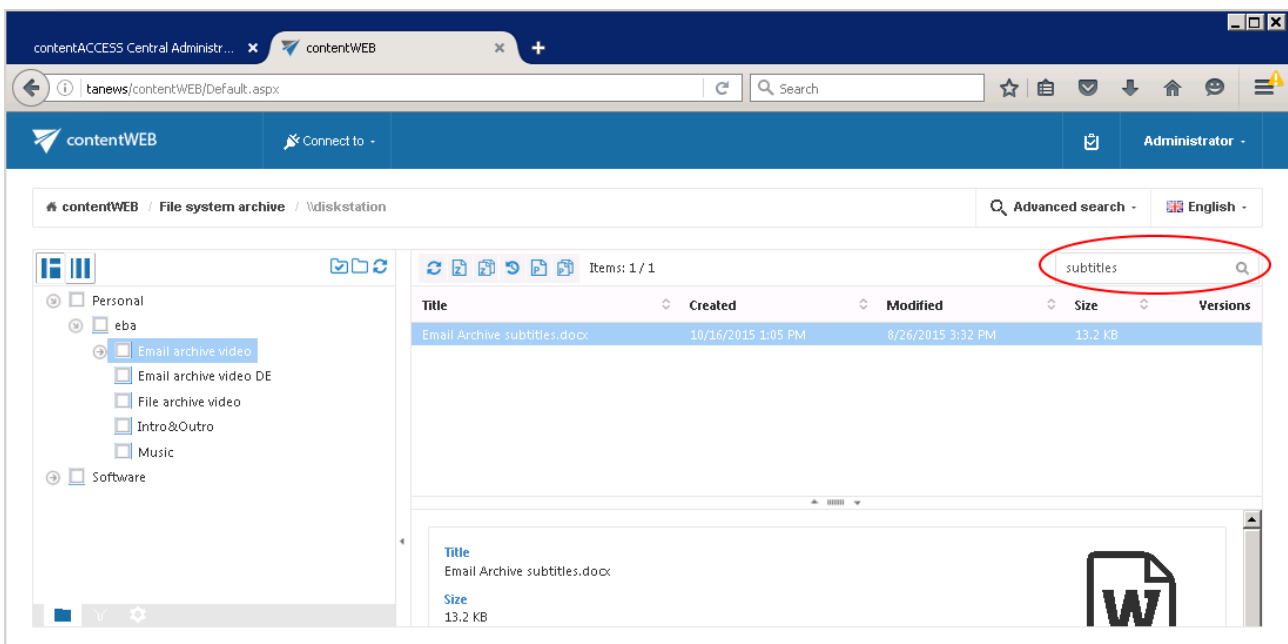 contentACCESS Central Administr... contentWEB
tanews/contentWEB/Default.aspx Search
contentWEB Connect to Administrator
contentWEB / File system archive / \\diskstation Advanced search English
Items: 1 / 1 subtitles
Personal
eba
Email archive video
Email archive video DE
File archive video
Intro&Outro
Music
Software
Title Created Modified Size Versions
Email Archive subtitles.docx 10/16/2015 1:05 PM 8/26/2015 3:32 PM 13.2 KB
Title
Email Archive subtitles.docx
Size
13.2 KB
W